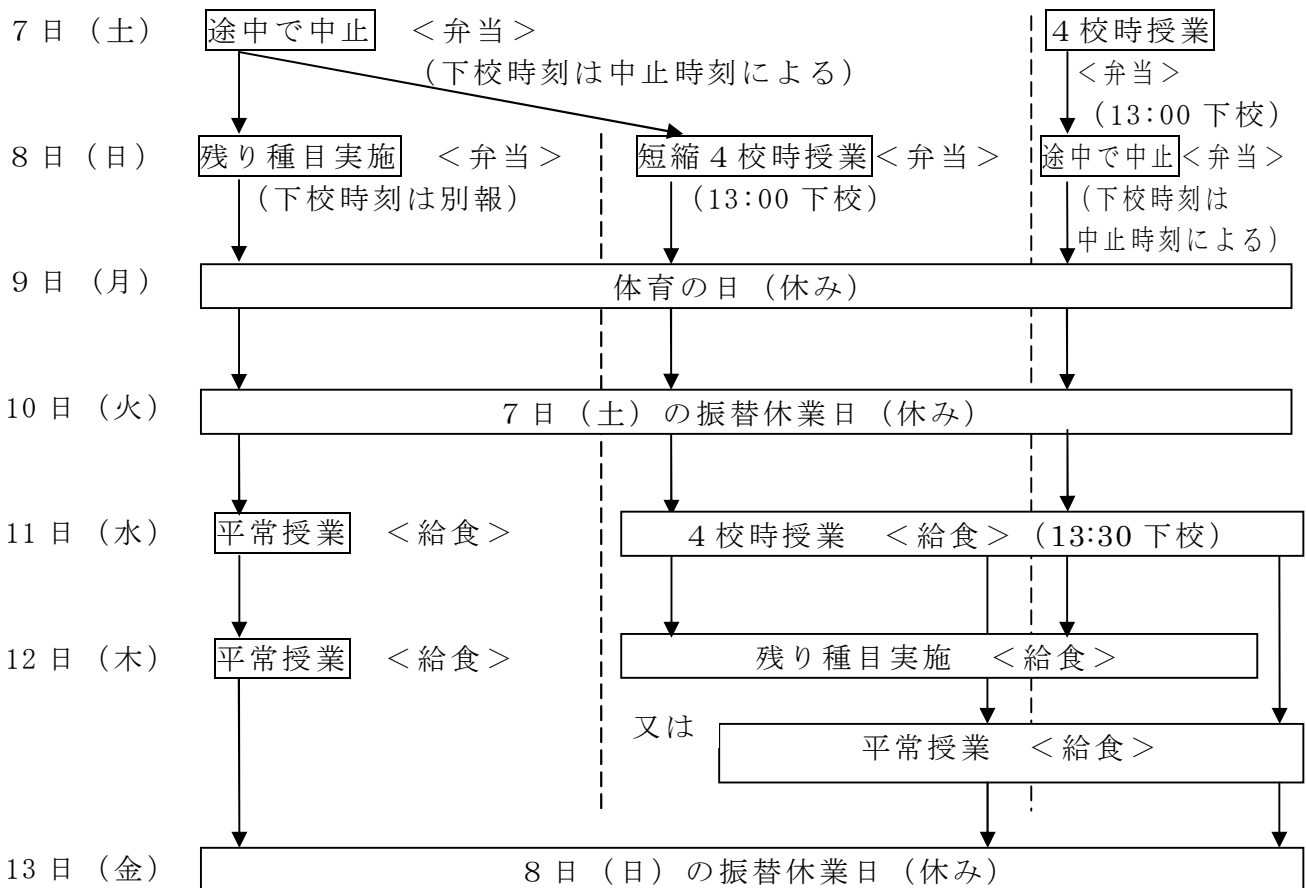 7日（土） 途中で中止 ＜弁当＞ 4校時授業
（下校時刻は中止時刻による） ＜弁当＞
（13:00 下校）
8日（日） 残り種目実施 ＜弁当＞ 短縮4校時授業＜弁当＞ 途中で中止＜弁当＞
（下校時刻は別報） （13:00 下校） （下校時刻は
中止時刻による）
9日（月） 体育の日（休み）
10日（火） 7日（土）の振替休業日（休み）
11日（水） 平常授業 ＜給食＞ 4校時授業 ＜給食＞（13:30 下校）
12日（木） 平常授業 ＜給食＞ 残り種目実施 ＜給食＞
又は 平常授業 ＜給食＞
13日（金） 8日（日）の振替休業日（休み）